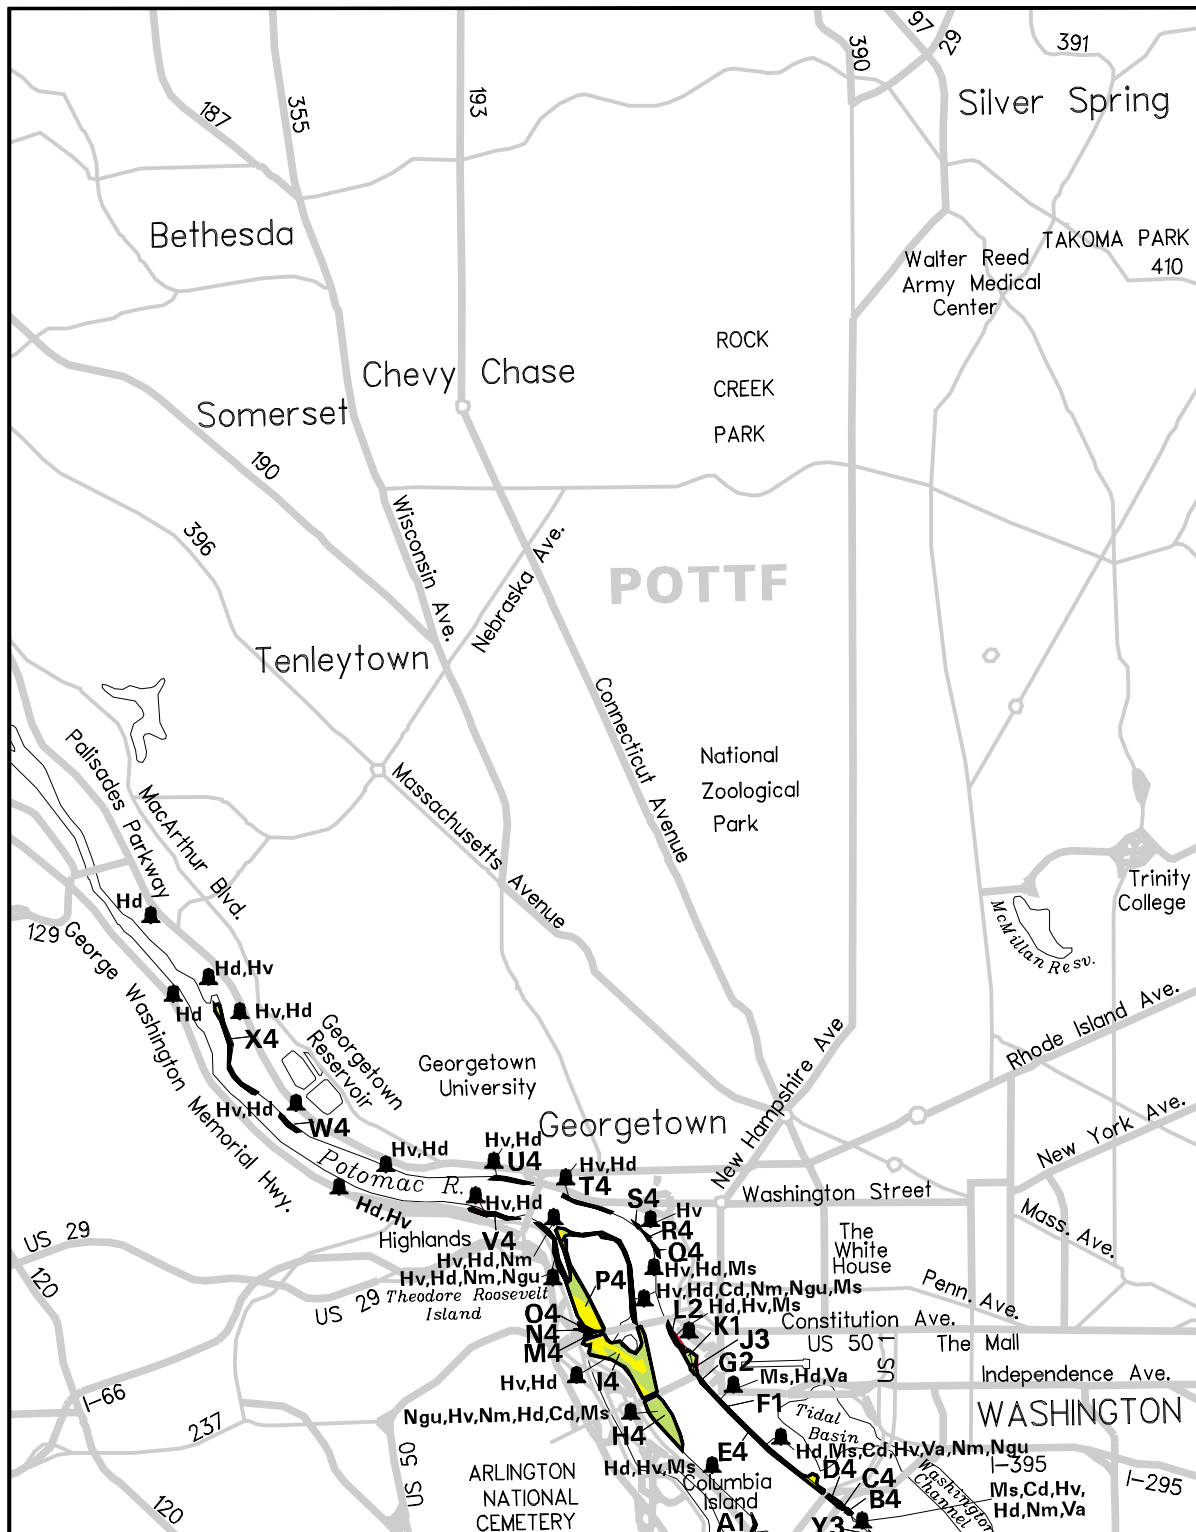 97
29
390
391
187
355
193
Silver Spring
Bethesda
TAKOMA PARK
410
Walter Reed
Army Medical
Center
ROCK
CREEK
PARK
Chevy Chase
Somerset
190
396
Wisconsin Ave.
Nebraska Ave.
POTTF
Tenleytown
Connecticut Avenue
Massachusetts Avenue
National
Zoological
Park
Palisades Parkway
MacArthur Blvd.
Trinity
College
McMillan Resv.
Hd
129
George Washington Memorial Hwy.
Hd,Hv
Hd
Hv,Hd
X4
Georgetown
Reservoir
Georgetown
University
Rhode Island Ave.
New Hampshire Ave
New York Ave.
Hv,Hd
W4
Georgetown
Hv,Hd
Hv,Hd
U4
Hv,Hd
T4
Potomac R.
Hd,Hv
Hv,Hd
V4
Highlands
S4
Hv
R4
Q4
Washington Street
Mass. Ave.
The
White
House
US 29
120
Hv,Hd,Nm
Hv,Hd,Nm,Ngu
Hv,Hd,Ms
P4
Hv,Hd,Cd,Nm,Ngu,Ms
Penn. Ave.
US 29
Theodore Roosevelt
Island
O4
N4
M4
L2
Hd,Hv,Ms
K1
J3
Constitution Ave.
US 50
US 1
The Mall
G2
Independence Ave.
Hv,Hd
I4
Ms,Hd,Va
F1
I-66
237
Ngu,Hv,Nm,Hd,Cd,Ms
H4
Tidal
Basin
WASHINGTON
E4
Hd,Ms,Cd,Hv,Va,Nm,Ngu
Hd,Hv,Ms
D4
I-395
I-295
US 50
ARLINGTON
NATIONAL
CEMETERY
Columbia
Island
C4
B4
Washington
Channel
Ms,Cd,Hv,
Hd,Nm,Va
120
A1
Y3